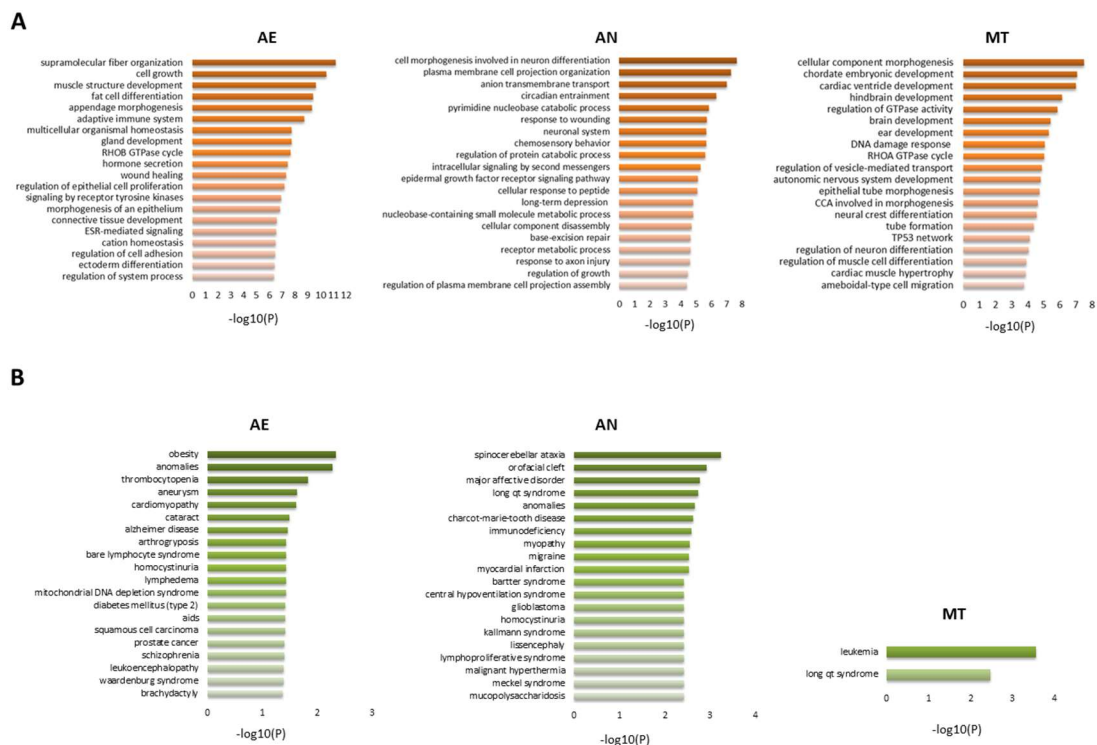 A
AE
supramolecular fiber organization
cell growth
muscle structure development
fat cell differentiation
appendage morphogenesis
adaptive immune system
multicellular organismal homeostasis
gland development
RHOB GTPase cycle
hormone secretion
wound healing
regulation of epithelial cell proliferation
signaling by receptor tyrosine kinases
morphogenesis of an epithelium
connective tissue development
ESR-mediated signaling
cation homeostasis
regulation of cell adhesion
ectoderm differentiation
regulation of system process
0 1 2 3 4 5 6 7 8 9 10 11 12
-log10(P)
AN
cell morphogenesis involved in neuron differentiation
plasma membrane cell projection organization
anion transmembrane transport
circadian entrainment
pyrimidine nucleobase catabolic process
response to wounding
neuronal system
chemosensory behavior
regulation of protein catabolic process
intracellular signaling by second messengers
epidermal growth factor receptor signaling pathway
cellular response to peptide
long-term depression
nucleobase-containing small molecule metabolic process
cellular component disassembly
base-excision repair
receptor metabolic process
response to axon injury
regulation of growth
regulation of plasma membrane cell projection assembly
0 1 2 3 4 5 6 7 8
-log10(P)
MT
cellular component morphogenesis
chordate embryonic development
cardiac ventricle development
hindbrain development
regulation of GTPase activity
brain development
ear development
DNA damage response
RHOA GTPase cycle
regulation of vesicle-mediated transport
autonomic nervous system development
epithelial tube morphogenesis
CCA involved in morphogenesis
neural crest differentiation
tube formation
TP53 network
regulation of neuron differentiation
regulation of muscle cell differentiation
cardiac muscle hypertrophy
ameboidal-type cell migration
0 1 2 3 4 5 6 7 8
-log10(P)
B
AE
obesity
anomalies
thrombocytopenia
aneurysm
cardiomyopathy
cataract
alzheimer disease
arthrogryposis
bare lymphocyte syndrome
homocystinuria
lymphedema
mitochondrial DNA depletion syndrome
diabetes mellitus (type 2)
aids
squamous cell carcinoma
prostate cancer
schizophrenia
leukoencephalopathy
waardenburg syndrome
brachydactyly
0 1 2 3
-log10(P)
AN
spinocerebellar ataxia
orofacial cleft
major affective disorder
long qt syndrome
anomalies
charcot-marie-tooth disease
immunodeficiency
myopathy
migraine
myocardial infarction
bartter syndrome
central hypoventilation syndrome
glioblastoma
homocystinuria
kallmann syndrome
lissencephaly
lymphoproliferative syndrome
malignant hyperthermia
meckel syndrome
mucopolysaccharidosis
0 1 2 3 4
-log10(P)
MT
leukemia
long qt syndrome
0 1 2 3 4
-log10(P)